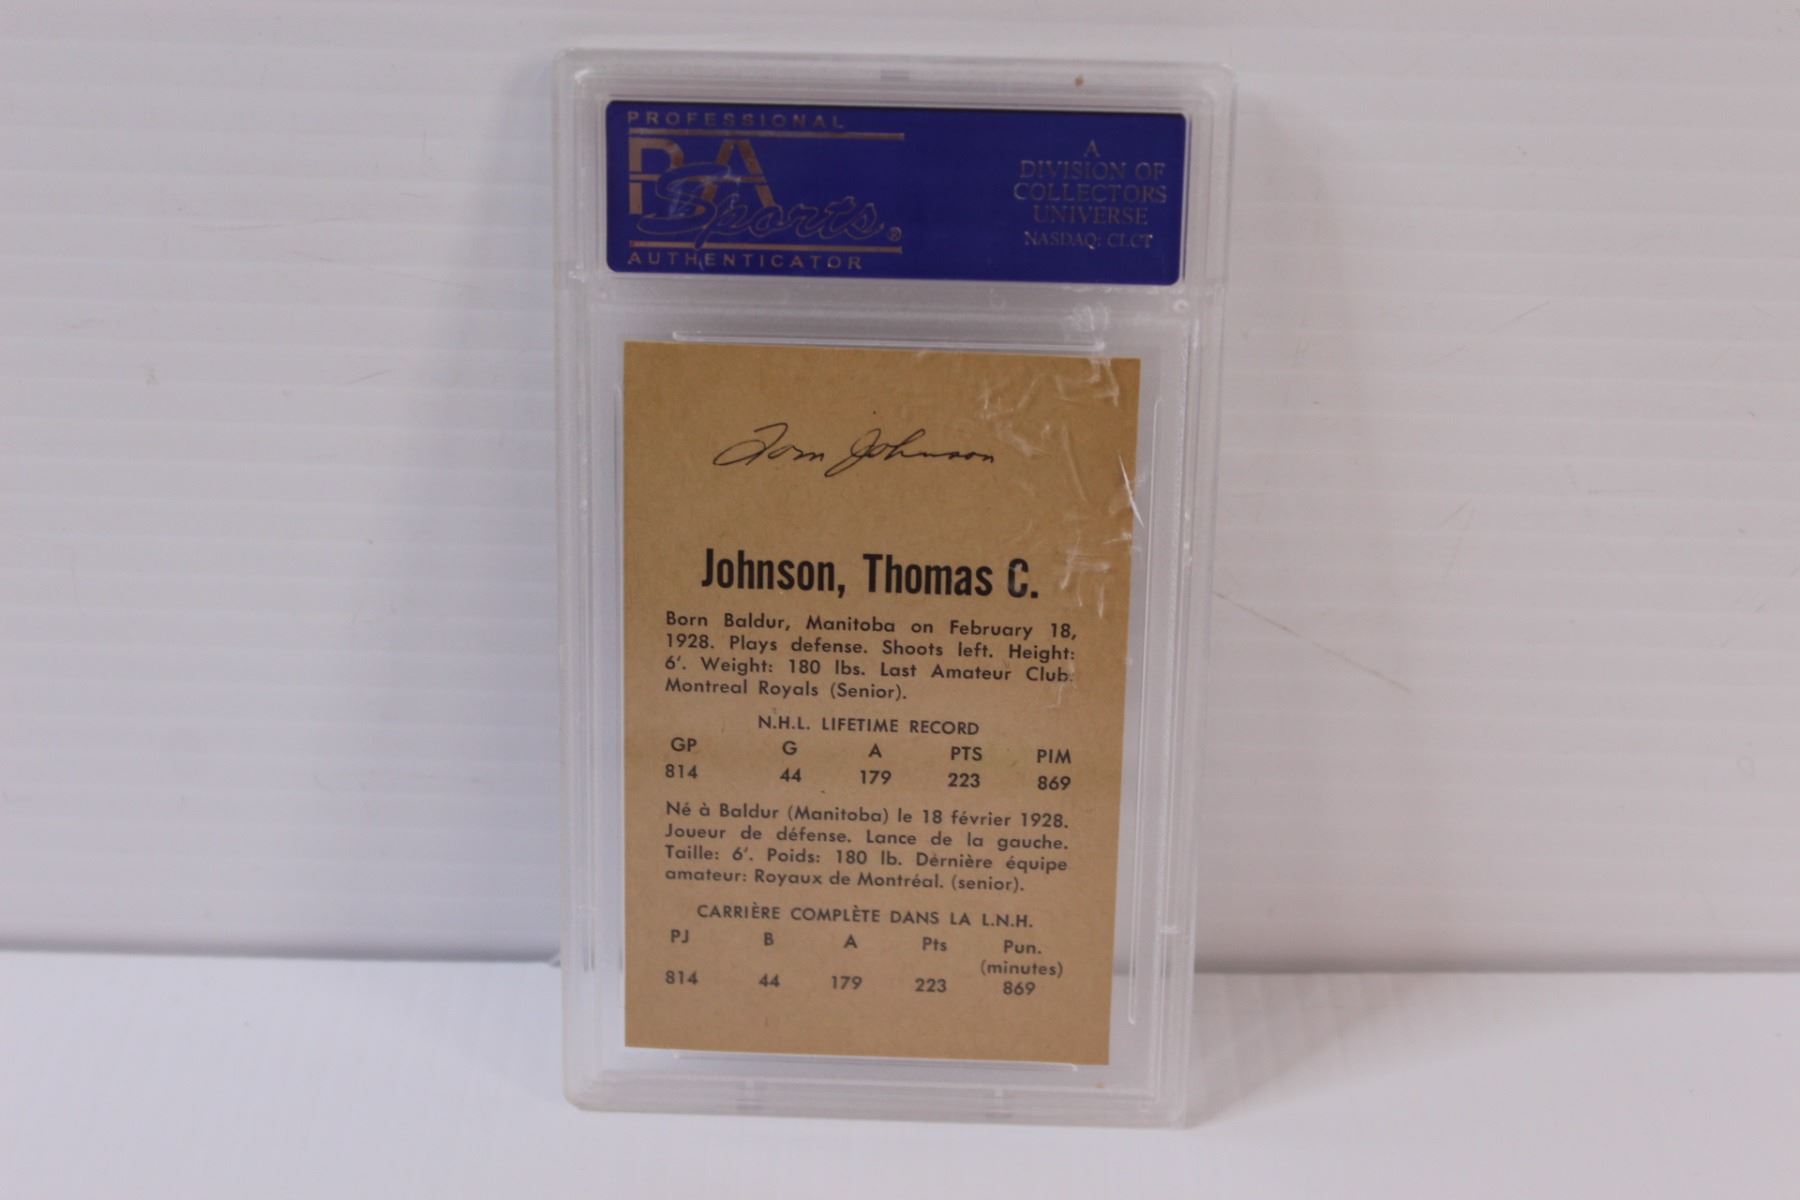 PROFESSIONAL
PSA
Sports®
AUTHENTICATOR
A
DIVISION OF
COLLECTORS
UNIVERSE
NASDAQ: CLCT
Tom Johnson
Johnson, Thomas C.
Born Baldur, Manitoba on February 18,
1928. Plays defense. Shoots left. Height:
6'. Weight: 180 lbs. Last Amateur Club:
Montreal Royals (Senior).
N.H.L. LIFETIME RECORD
GP G A PTS PIM
814 44 179 223 869
Né à Baldur (Manitoba) le 18 février 1928.
Joueur de défense. Lance de la gauche.
Taille: 6'. Poids: 180 lb. Dérnière équipe
amateur: Royaux de Montréal. (senior).
CARRIÈRE COMPLÈTE DANS LA L.N.H.
PJ B A Pts Pun.
(minutes)
814 44 179 223 869